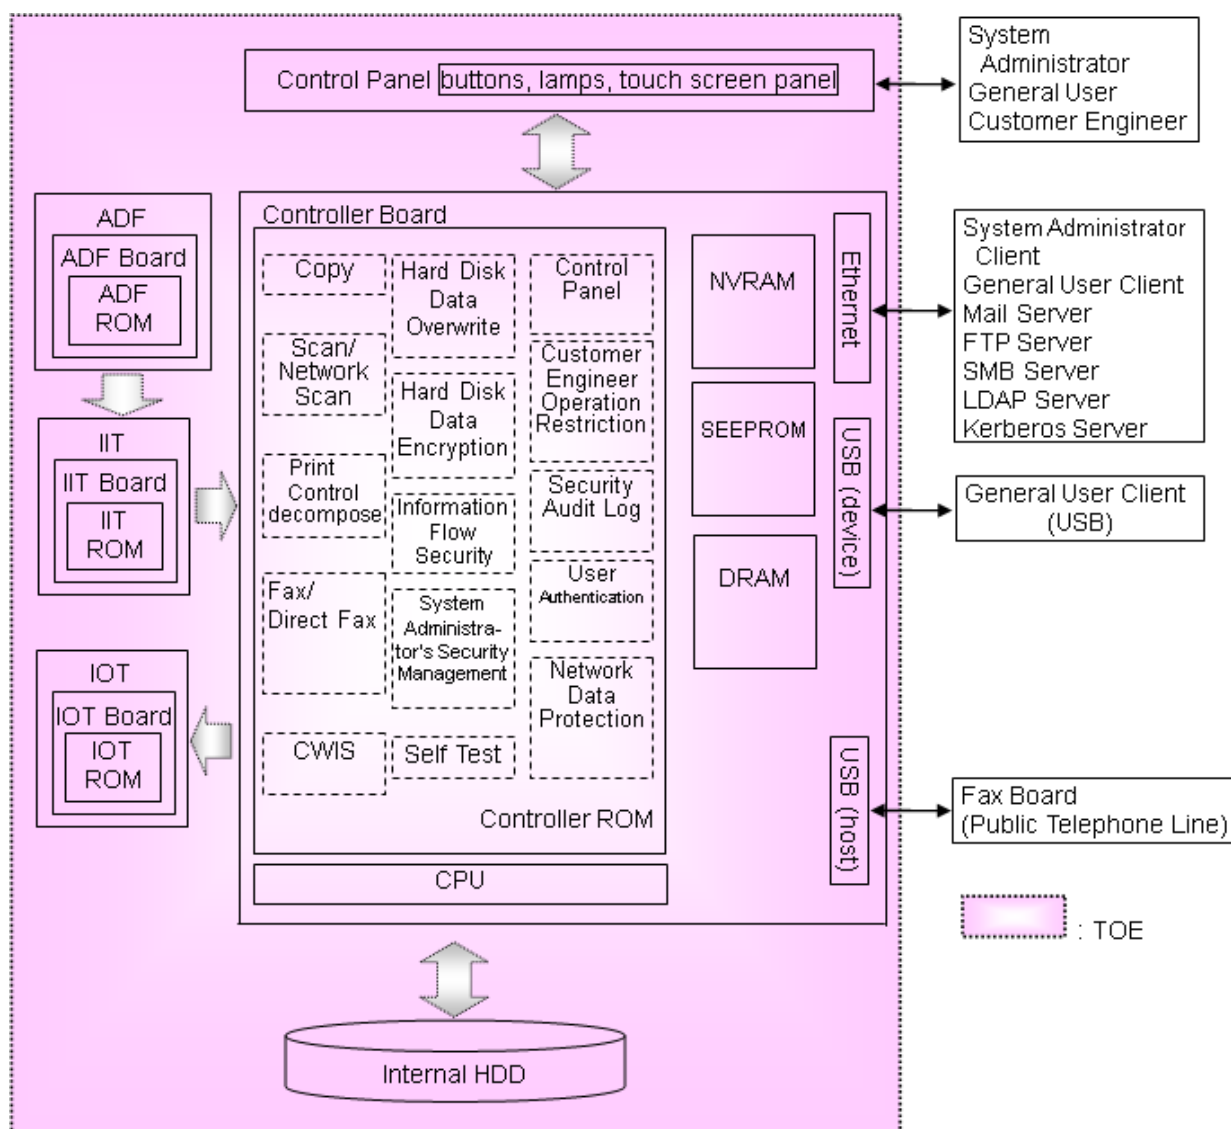 Control Panel buttons, lamps, touch screen panel
System
Administrator
General User
Customer Engineer
ADF
ADF Board
ADF
ROM
IIT
IIT Board
IIT
ROM
IOT
IOT Board
IOT
ROM
Controller Board
Copy
Scan/
Network
Scan
Print
Control
decompose
Fax/
Direct Fax
CWIS
Hard Disk
Data
Overwrite
Hard Disk
Data
Encryption
Information
Flow
Security
System
Administra-
tor's Security
Management
Self Test
Control
Panel
Customer
Engineer
Operation
Restriction
Security
Audit Log
User
Authentication
Network
Data
Protection
Controller ROM
CPU
NVRAM
SEEPROM
DRAM
Ethernet
USB (device)
USB (host)
System Administrator
Client
General User Client
Mail Server
FTP Server
SMB Server
LDAP Server
Kerberos Server
General User Client
(USB)
Fax Board
(Public Telephone Line)
: TOE
Internal HDD